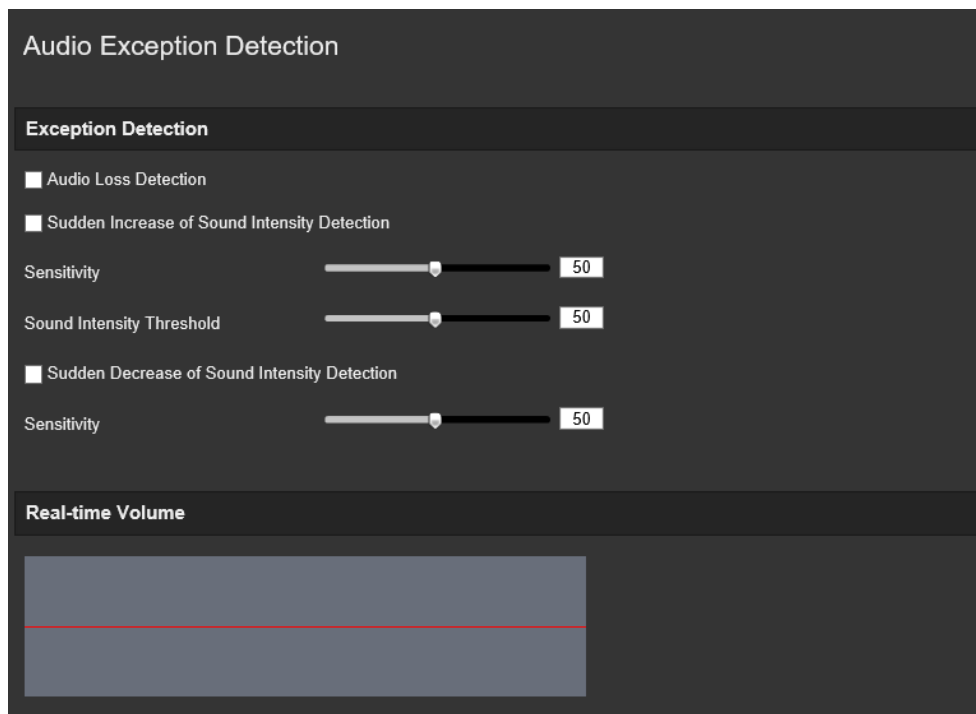 Audio Exception Detection
Exception Detection
Audio Loss Detection
Sudden Increase of Sound Intensity Detection
Sensitivity 50
Sound Intensity Threshold 50
Sudden Decrease of Sound Intensity Detection
Sensitivity 50
Real-time Volume